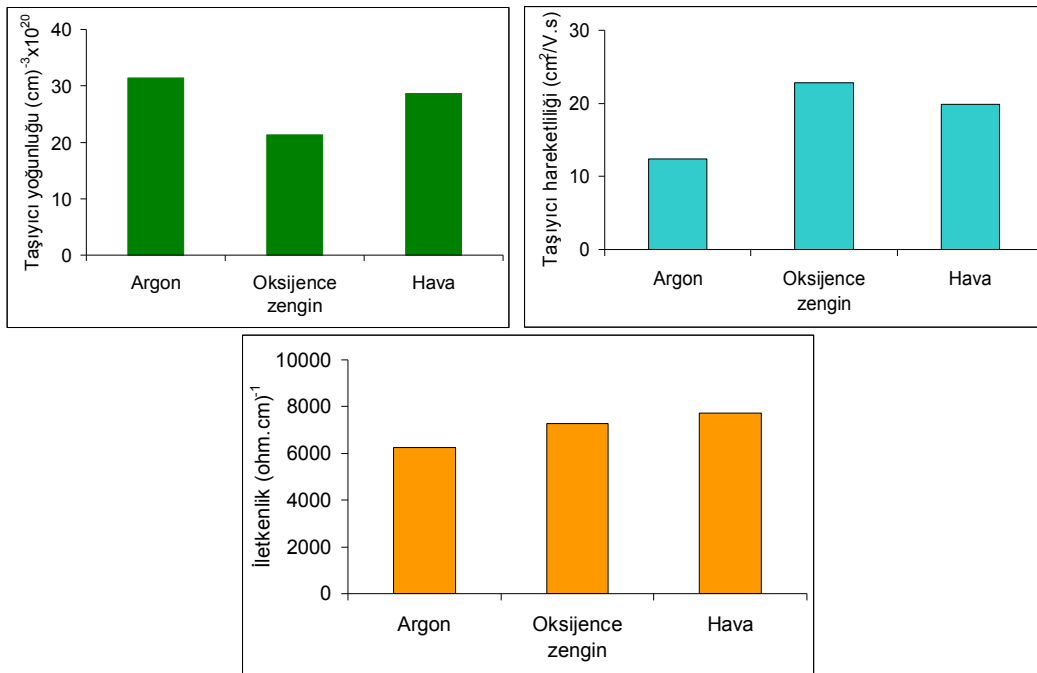 Taşıyıcı yoğunluğu (cm)⁻³x10²⁰
40
30
20
10
0
Argon
Oksijence
zengin
Hava
Taşıyıcı hareketliliği (cm²/V.s)
30
20
10
0
Argon
Oksijence
zengin
Hava
İletkenlik (ohm.cm)⁻¹
10000
8000
6000
4000
2000
0
Argon
Oksijence
zengin
Hava